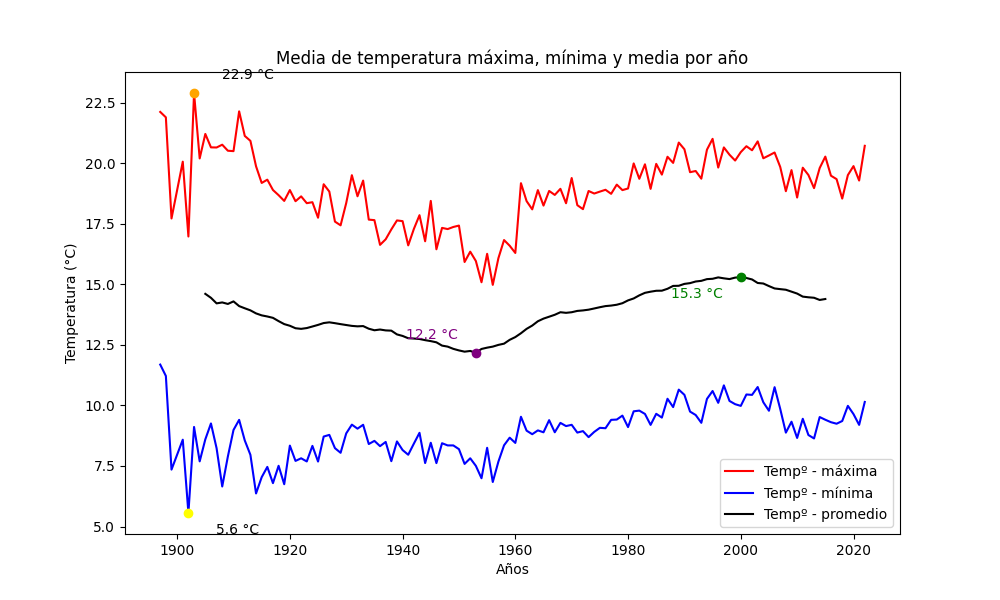 Media de temperatura máxima, mínima y media por año
22.9 °C
22.5
20.0
17.5
15.0
12.5
10.0
7.5
5.0
Temperatura (°C)
15.3 °C
12.2 °C
5.6 °C
Tempº - máxima
Tempº - mínima
Tempº - promedio
1900 1920 1940 1960 1980 2000 2020
Años